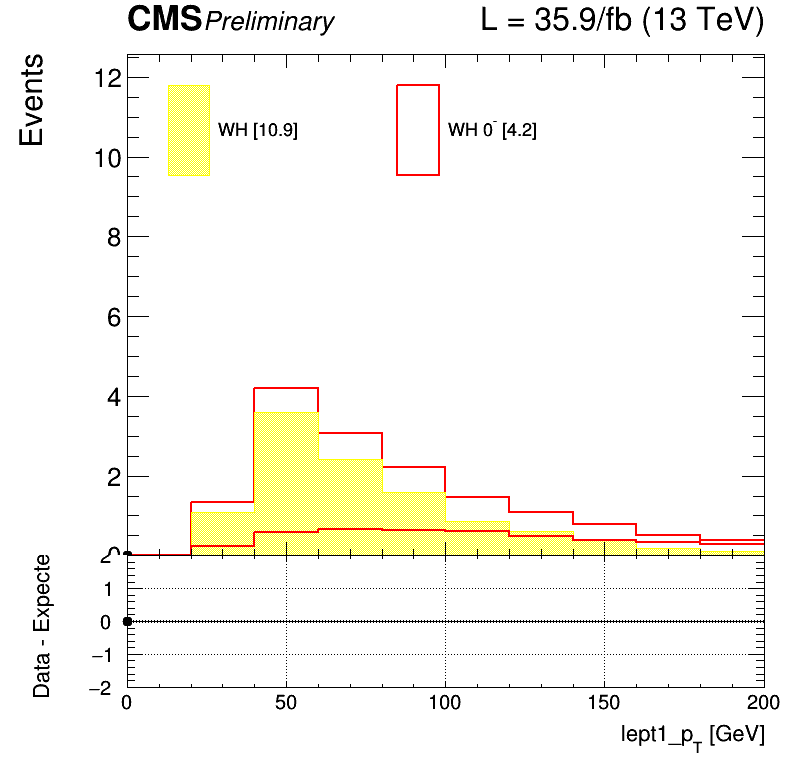 CMS Preliminary L = 35.9/fb (13 TeV)
Events
12
10
8
6
4
2
0
WH [10.9]
WH 0⁻ [4.2]
Data - Expecte
2
1
0
−1
−2
0 50 100 150 200
lept1_p_T [GeV]